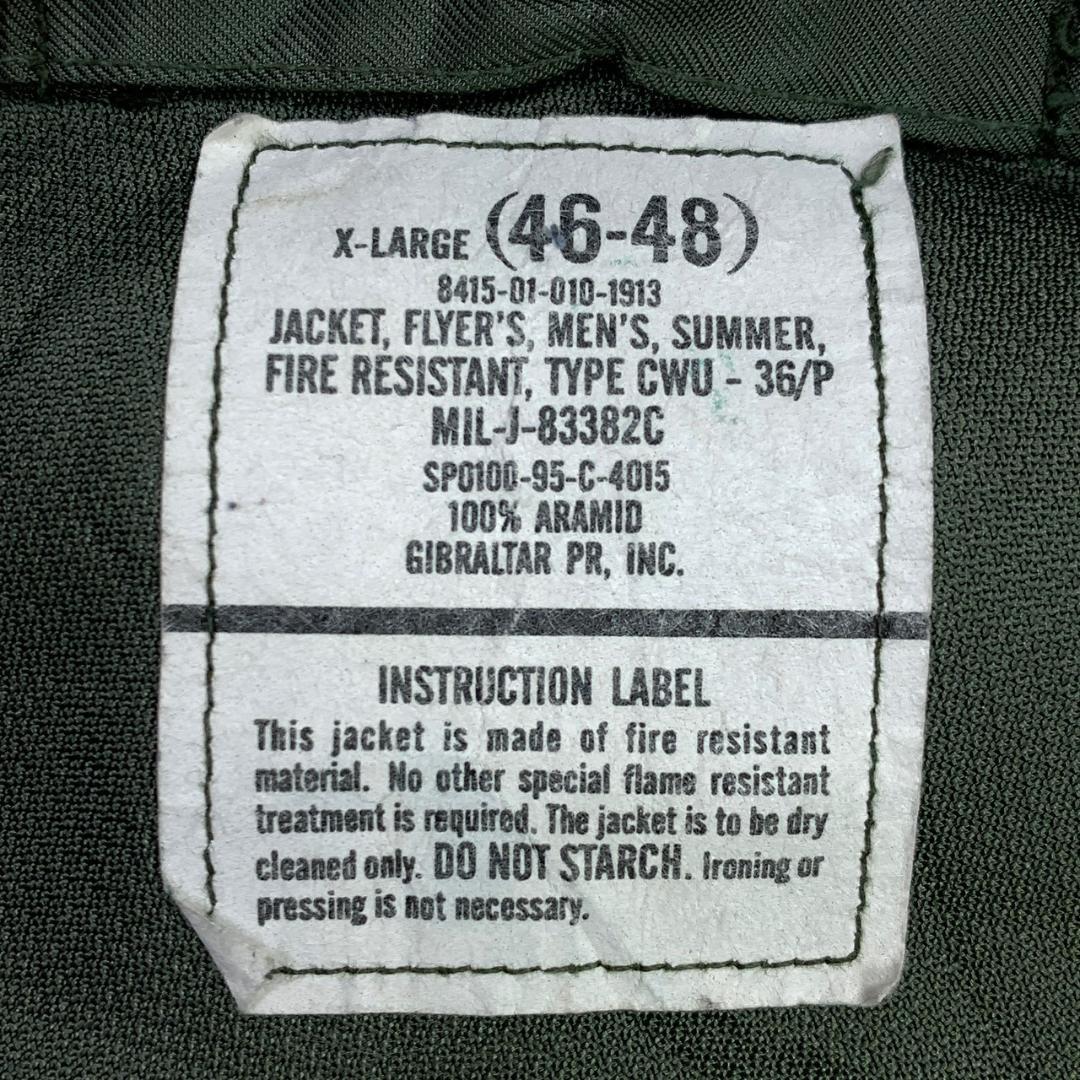 X-LARGE (46-48)
8415-01-010-1913
JACKET, FLYER'S, MEN'S, SUMMER,
FIRE RESISTANT, TYPE CWU - 36/P
MIL-J-83382C
SP0100-95-C-4015
100% ARAMID
GIBRALTAR PR, INC.
INSTRUCTION LABEL
This jacket is made of fire resistant
material. No other special flame resistant
treatment is required. The jacket is to be dry
cleaned only. DO NOT STARCH. Ironing or
pressing is not necessary.